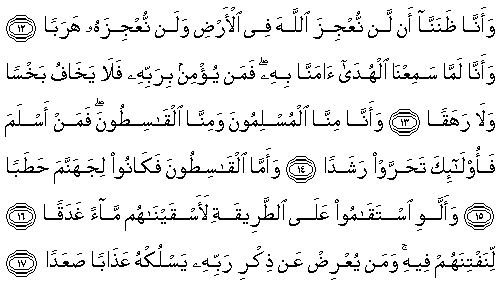 وَأَنَّا ظَنَنَّآ أَن لَّن نُّعْجِزَ ٱللَّهَ فِى ٱلْأَرْضِ وَلَن نُّعْجِزَهُۥ هَرَبًا ١٢
وَأَنَّا لَمَّا سَمِعْنَا ٱلْهُدَىٰٓ ءَامَنَّا بِهِۦ ۖ فَمَن يُؤْمِنۢ بِرَبِّهِۦ فَلَا يَخَافُ بَخْسًا
وَلَا رَهَقًا ١٣ وَأَنَّا مِنَّا ٱلْمُسْلِمُونَ وَمِنَّا ٱلْقَٰسِطُونَ ۖ فَمَنْ أَسْلَمَ
فَأُو۟لَٰٓئِكَ تَحَرَّوْا۟ رَشَدًا ١٤ وَأَمَّا ٱلْقَٰسِطُونَ فَكَانُوا۟ لِجَهَنَّمَ حَطَبًا
١٥ وَأَلَّوِ ٱسْتَقَٰمُوا۟ عَلَى ٱلطَّرِيقَةِ لَأَسْقَيْنَٰهُم مَّآءً غَدَقًا ١٦
لِّنَفْتِنَهُمْ فِيهِ ۚ وَمَن يُعْرِضْ عَن ذِكْرِ رَبِّهِۦ يَسْلُكْهُ عَذَابًا صَعَدًا ١٧